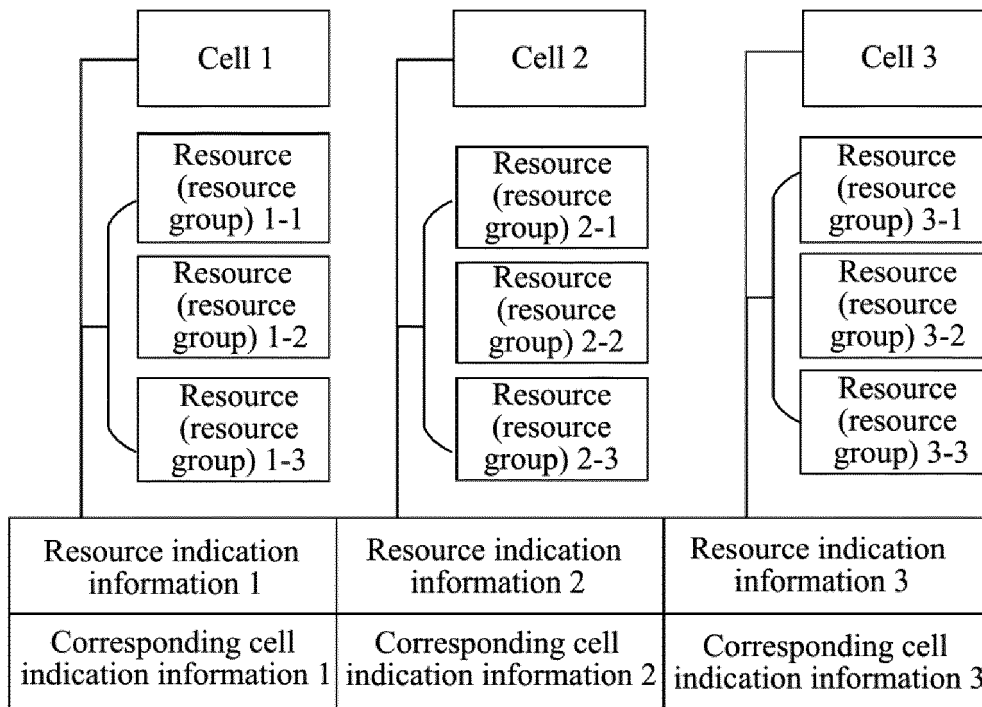 Cell 1
Cell 2
Cell 3
Resource
(resource
group) 1-1
Resource
(resource
group) 1-2
Resource
(resource
group) 1-3
Resource
(resource
group) 2-1
Resource
(resource
group) 2-2
Resource
(resource
group) 2-3
Resource
(resource
group) 3-1
Resource
(resource
group) 3-2
Resource
(resource
group) 3-3
Resource indication
information 1
Resource indication
information 2
Resource indication
information 3
Corresponding cell
indication information 1
Corresponding cell
indication information 2
Corresponding cell
indication information 3